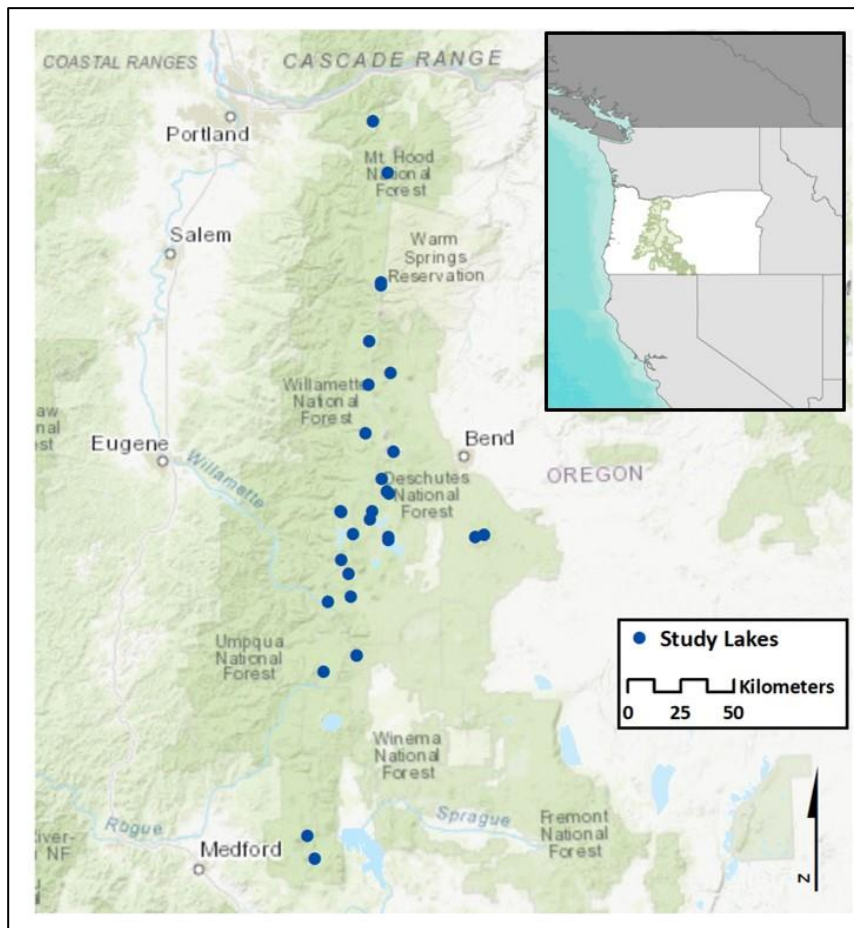 COASTAL RANGES
CASCADE RANGE
Portland
Mt Hood
National
Forest
Salem
Warm
Springs
Reservation
Willamette
National
Forest
Eugene
Willamette
Bend
Deschutes
National
Forest
OREGON
Umpqua
National
Forest
Study Lakes
Kilometers
0 25 50
Winema
National
Forest
Rogue
Sprague
Fremont
National
Forest
Medford
NF
N